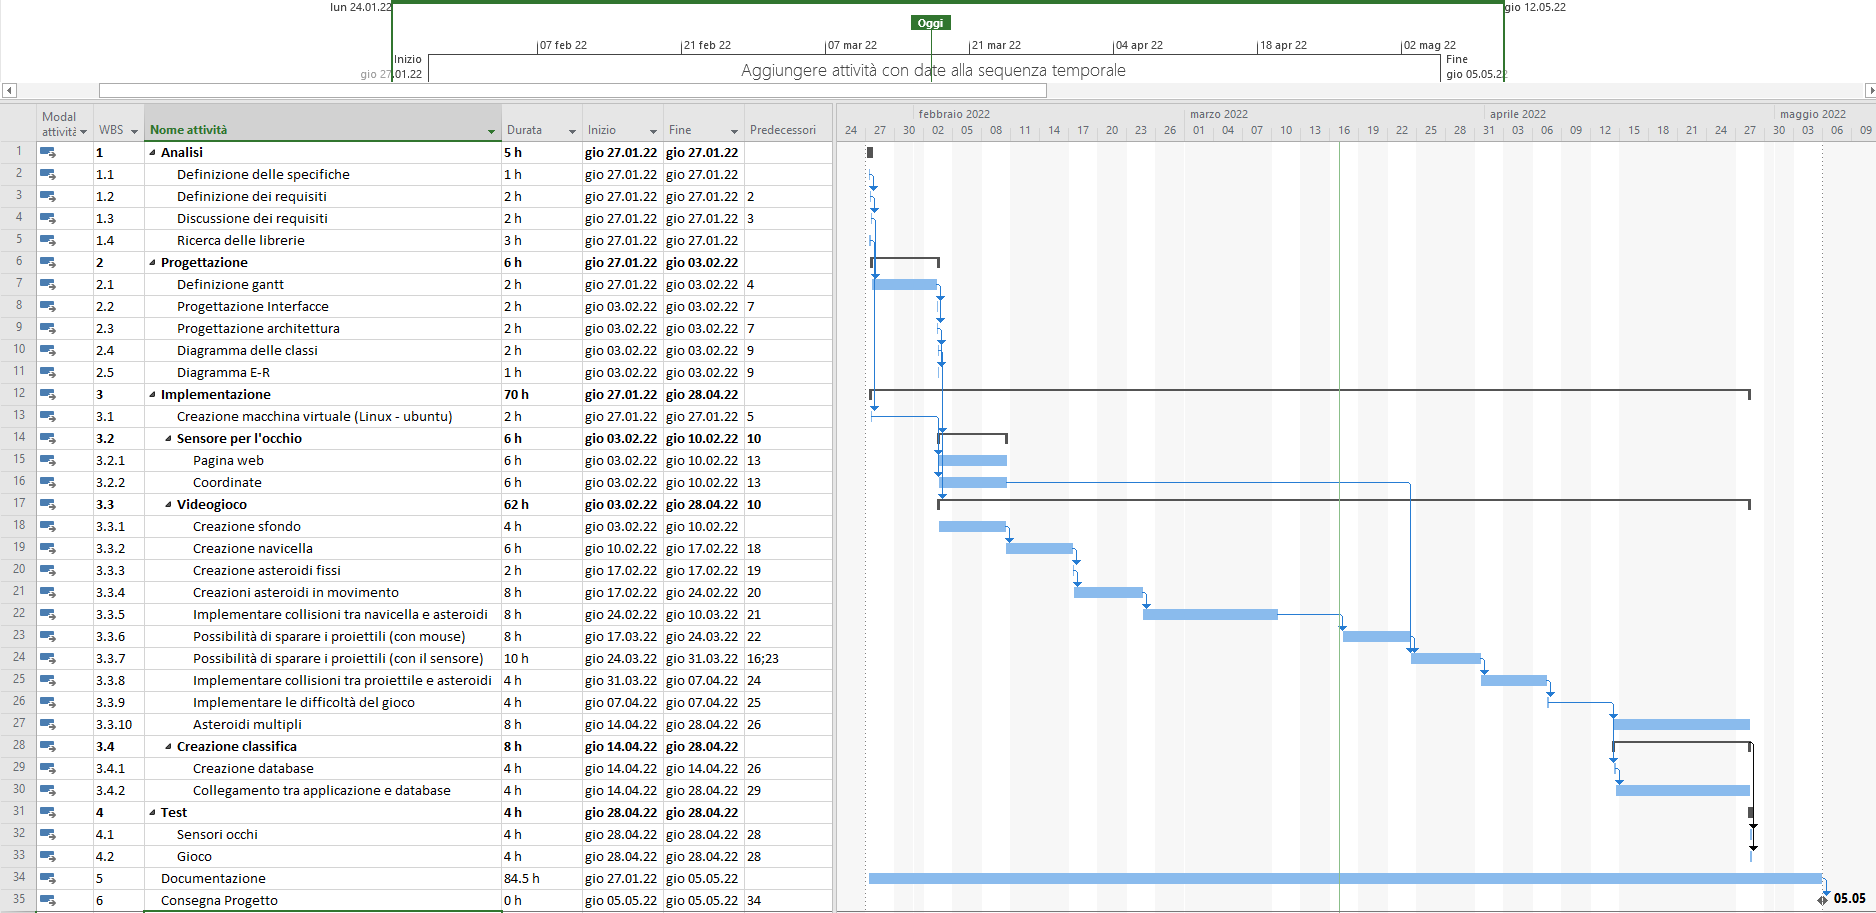 lun 24.01.22
gio 12.05.22
Oggi
07 feb 22 21 feb 22 07 mar 22 21 mar 22 04 apr 22 18 apr 22 02 mag 22
Inizio
gio 27.01.22
Aggiungere attività con date alla sequenza temporale
Fine
gio 05.05.22
Modal attività WBS Nome attività Durata Inizio Fine Predecessori
febbraio 2022 marzo 2022 aprile 2022 maggio 2022
24 27 30 02 05 08 11 14 17 20 23 26 01 04 07 10 13 16 19 22 25 28 31 03 06 09 12 15 18 21 24 27 30 03 06 09
1 1 Analisi 5 h gio 27.01.22 gio 27.01.22
2 1.1 Definizione delle specifiche 1 h gio 27.01.22 gio 27.01.22
3 1.2 Definizione dei requisiti 2 h gio 27.01.22 gio 27.01.22 2
4 1.3 Discussione dei requisiti 2 h gio 27.01.22 gio 27.01.22 3
5 1.4 Ricerca delle librerie 3 h gio 27.01.22 gio 27.01.22
6 2 Progettazione 6 h gio 27.01.22 gio 03.02.22
7 2.1 Definizione gantt 2 h gio 27.01.22 gio 03.02.22 4
8 2.2 Progettazione Interfacce 2 h gio 03.02.22 gio 03.02.22 7
9 2.3 Progettazione architettura 2 h gio 03.02.22 gio 03.02.22 7
10 2.4 Diagramma delle classi 2 h gio 03.02.22 gio 03.02.22 9
11 2.5 Diagramma E-R 1 h gio 03.02.22 gio 03.02.22 9
12 3 Implementazione 70 h gio 27.01.22 gio 28.04.22
13 3.1 Creazione macchina virtuale (Linux - ubuntu) 2 h gio 27.01.22 gio 27.01.22 5
14 3.2 Sensore per l'occhio 6 h gio 03.02.22 gio 10.02.22 10
15 3.2.1 Pagina web 6 h gio 03.02.22 gio 10.02.22 13
16 3.2.2 Coordinate 6 h gio 03.02.22 gio 10.02.22 13
17 3.3 Videogioco 62 h gio 03.02.22 gio 28.04.22 10
18 3.3.1 Creazione sfondo 4 h gio 03.02.22 gio 10.02.22
19 3.3.2 Creazione navicella 6 h gio 10.02.22 gio 17.02.22 18
20 3.3.3 Creazione asteroidi fissi 2 h gio 17.02.22 gio 17.02.22 19
21 3.3.4 Creazioni asteroidi in movimento 8 h gio 17.02.22 gio 24.02.22 20
22 3.3.5 Implementare collisioni tra navicella e asteroidi 8 h gio 24.02.22 gio 10.03.22 21
23 3.3.6 Possibilità di sparare i proiettili (con mouse) 8 h gio 17.03.22 gio 24.03.22 22
24 3.3.7 Possibilità di sparare i proiettili (con il sensore) 10 h gio 24.03.22 gio 31.03.22 16;23
25 3.3.8 Implementare collisioni tra proiettile e asteroidi 4 h gio 31.03.22 gio 07.04.22 24
26 3.3.9 Implementare le difficoltà del gioco 4 h gio 07.04.22 gio 07.04.22 25
27 3.3.10 Asteroidi multipli 8 h gio 14.04.22 gio 28.04.22 26
28 3.4 Creazione classifica 8 h gio 14.04.22 gio 28.04.22
29 3.4.1 Creazione database 4 h gio 14.04.22 gio 14.04.22 26
30 3.4.2 Collegamento tra applicazione e database 4 h gio 14.04.22 gio 28.04.22 29
31 4 Test 4 h gio 28.04.22 gio 28.04.22
32 4.1 Sensori occhi 4 h gio 28.04.22 gio 28.04.22 28
33 4.2 Gioco 4 h gio 28.04.22 gio 28.04.22 28
34 5 Documentazione 84.5 h gio 27.01.22 gio 05.05.22
35 6 Consegna Progetto 0 h gio 05.05.22 gio 05.05.22 34 05.05